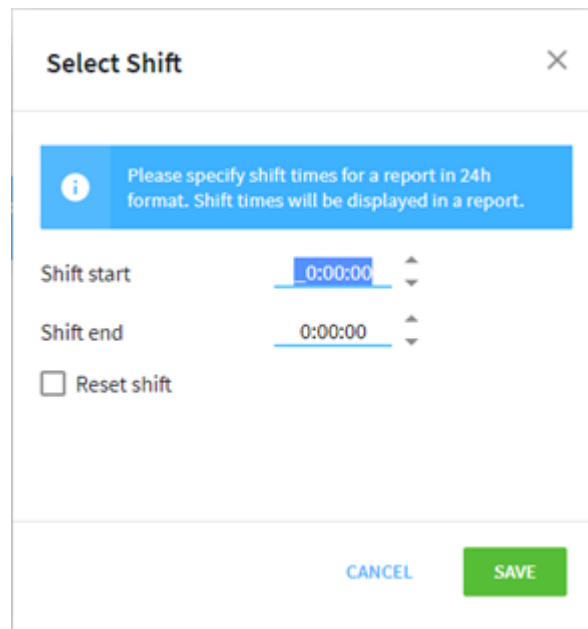 Select Shift
Please specify shift times for a report in 24h
format. Shift times will be displayed in a report.
Shift start _0:00:00
Shift end 0:00:00
Reset shift
CANCEL SAVE